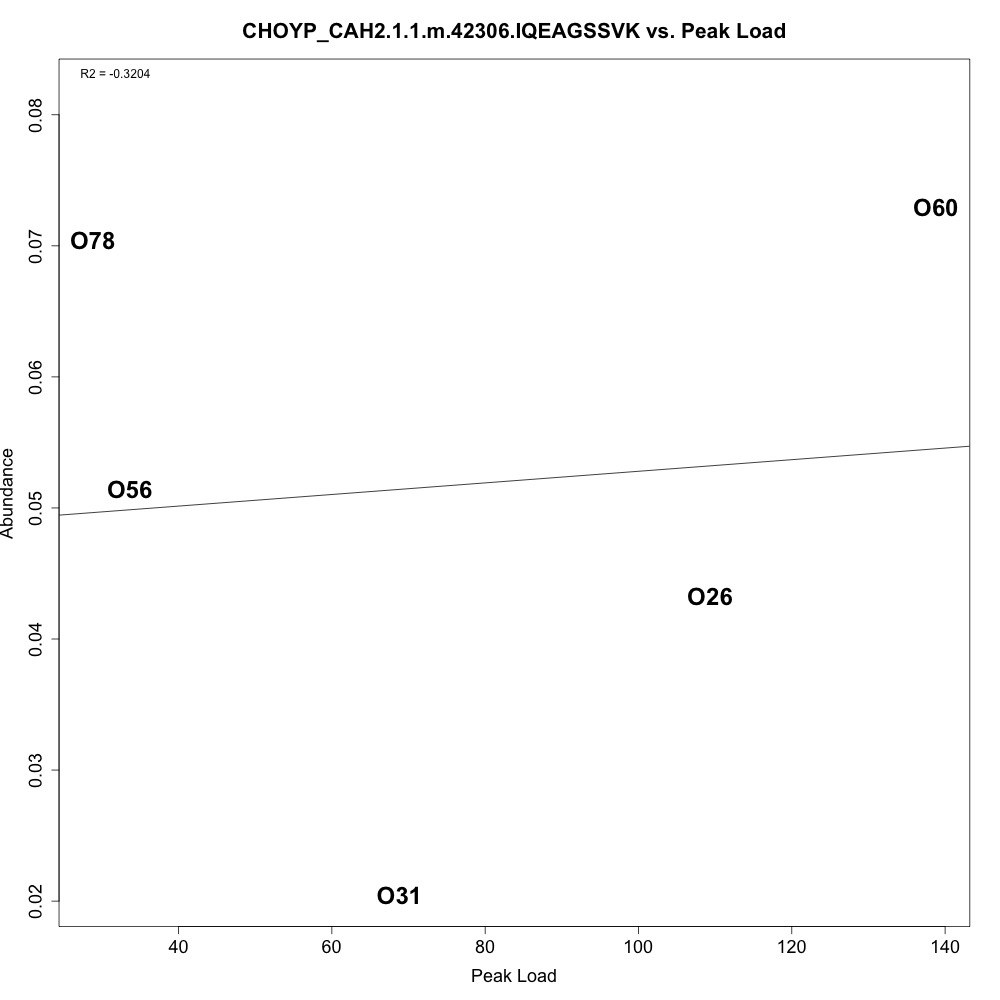 CHOYP_CAH2.1.1.m.42306.IQEAGSSVK vs. Peak Load
R2 = -0.3204
0.08
0.07
0.06
0.05
0.04
0.03
0.02
Abundance
O78
O60
O56
O26
O31
40 60 80 100 120 140
Peak Load